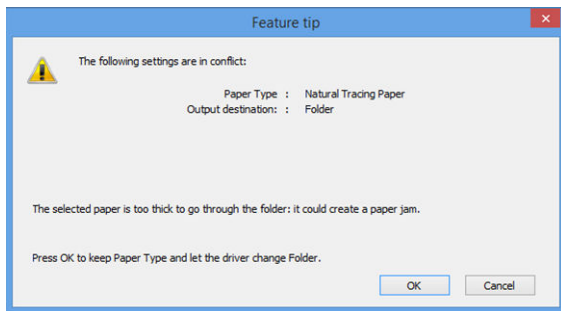 Feature tip
The following settings are in conflict:
Paper Type : Natural Tracing Paper
Output destination: : Folder
The selected paper is too thick to go through the folder: it could create a paper jam.
Press OK to keep Paper Type and let the driver change Folder.
OK Cancel